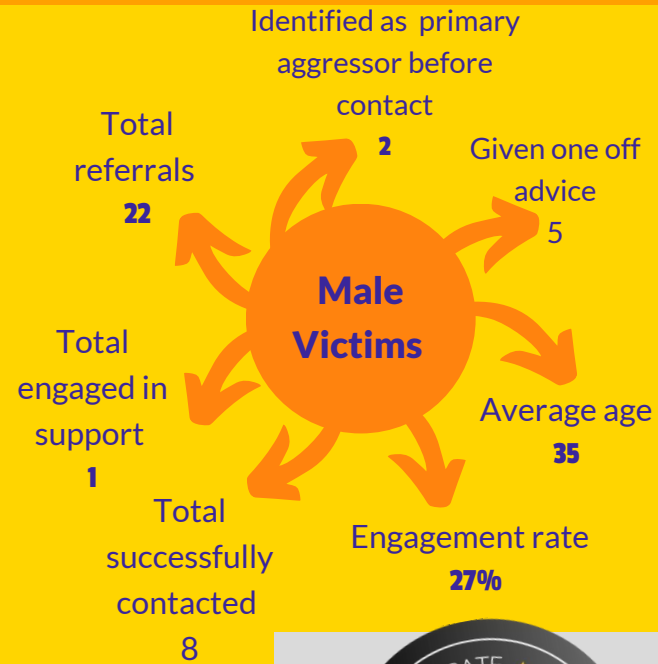 Identified as primary
aggressor before
contact
2
Total
referrals
22
Given one off
advice
5
Male
Victims
Total
engaged in
support
1
Average age
35
Total
successfully
contacted
8
Engagement rate
27%